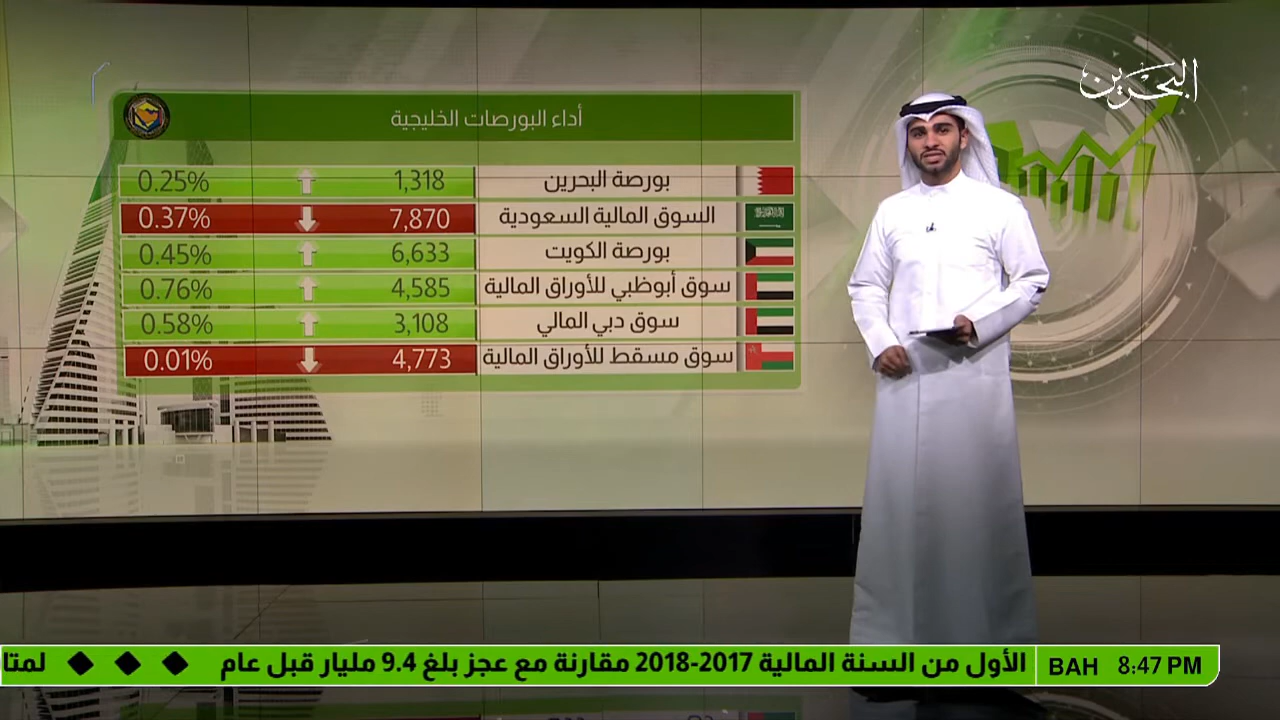 البحرين
أداء البورصات الخليجية
بورصة البحرين 1,318 0.25%
السوق المالية السعودية 7,870 0.37%
بورصة الكويت 6,633 0.45%
سوق أبوظبي للأوراق المالية 4,585 0.76%
سوق دبي المالي 3,108 0.58%
سوق مسقط للأوراق المالية 4,773 0.01%
BAH 8:47 PM
الأول من السنة المالية 2017-2018 مقارنة مع عجز بلغ 9.4 مليار قبل عام ◆ ◆ ◆ لمتا